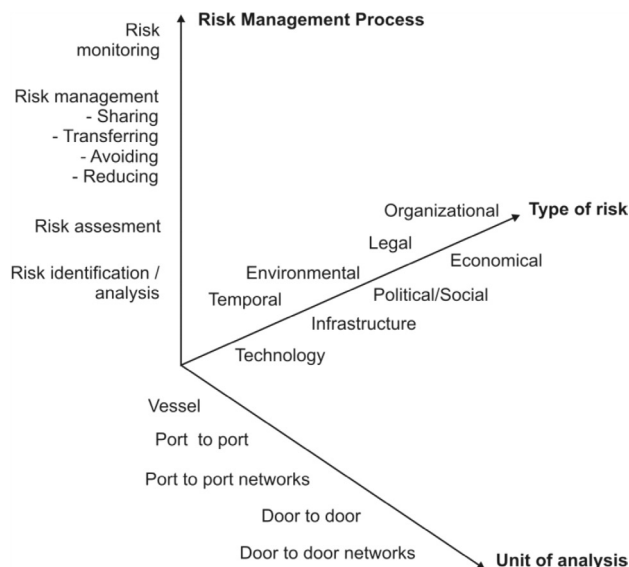 Risk Management Process
Risk
monitoring
Risk management
- Sharing
- Transferring
- Avoiding
- Reducing
Risk assesment
Risk identification /
analysis
Type of risk
Organizational
Legal
Economical
Environmental
Political/Social
Temporal
Infrastructure
Technology
Vessel
Port to port
Port to port networks
Door to door
Door to door networks
Unit of analysis